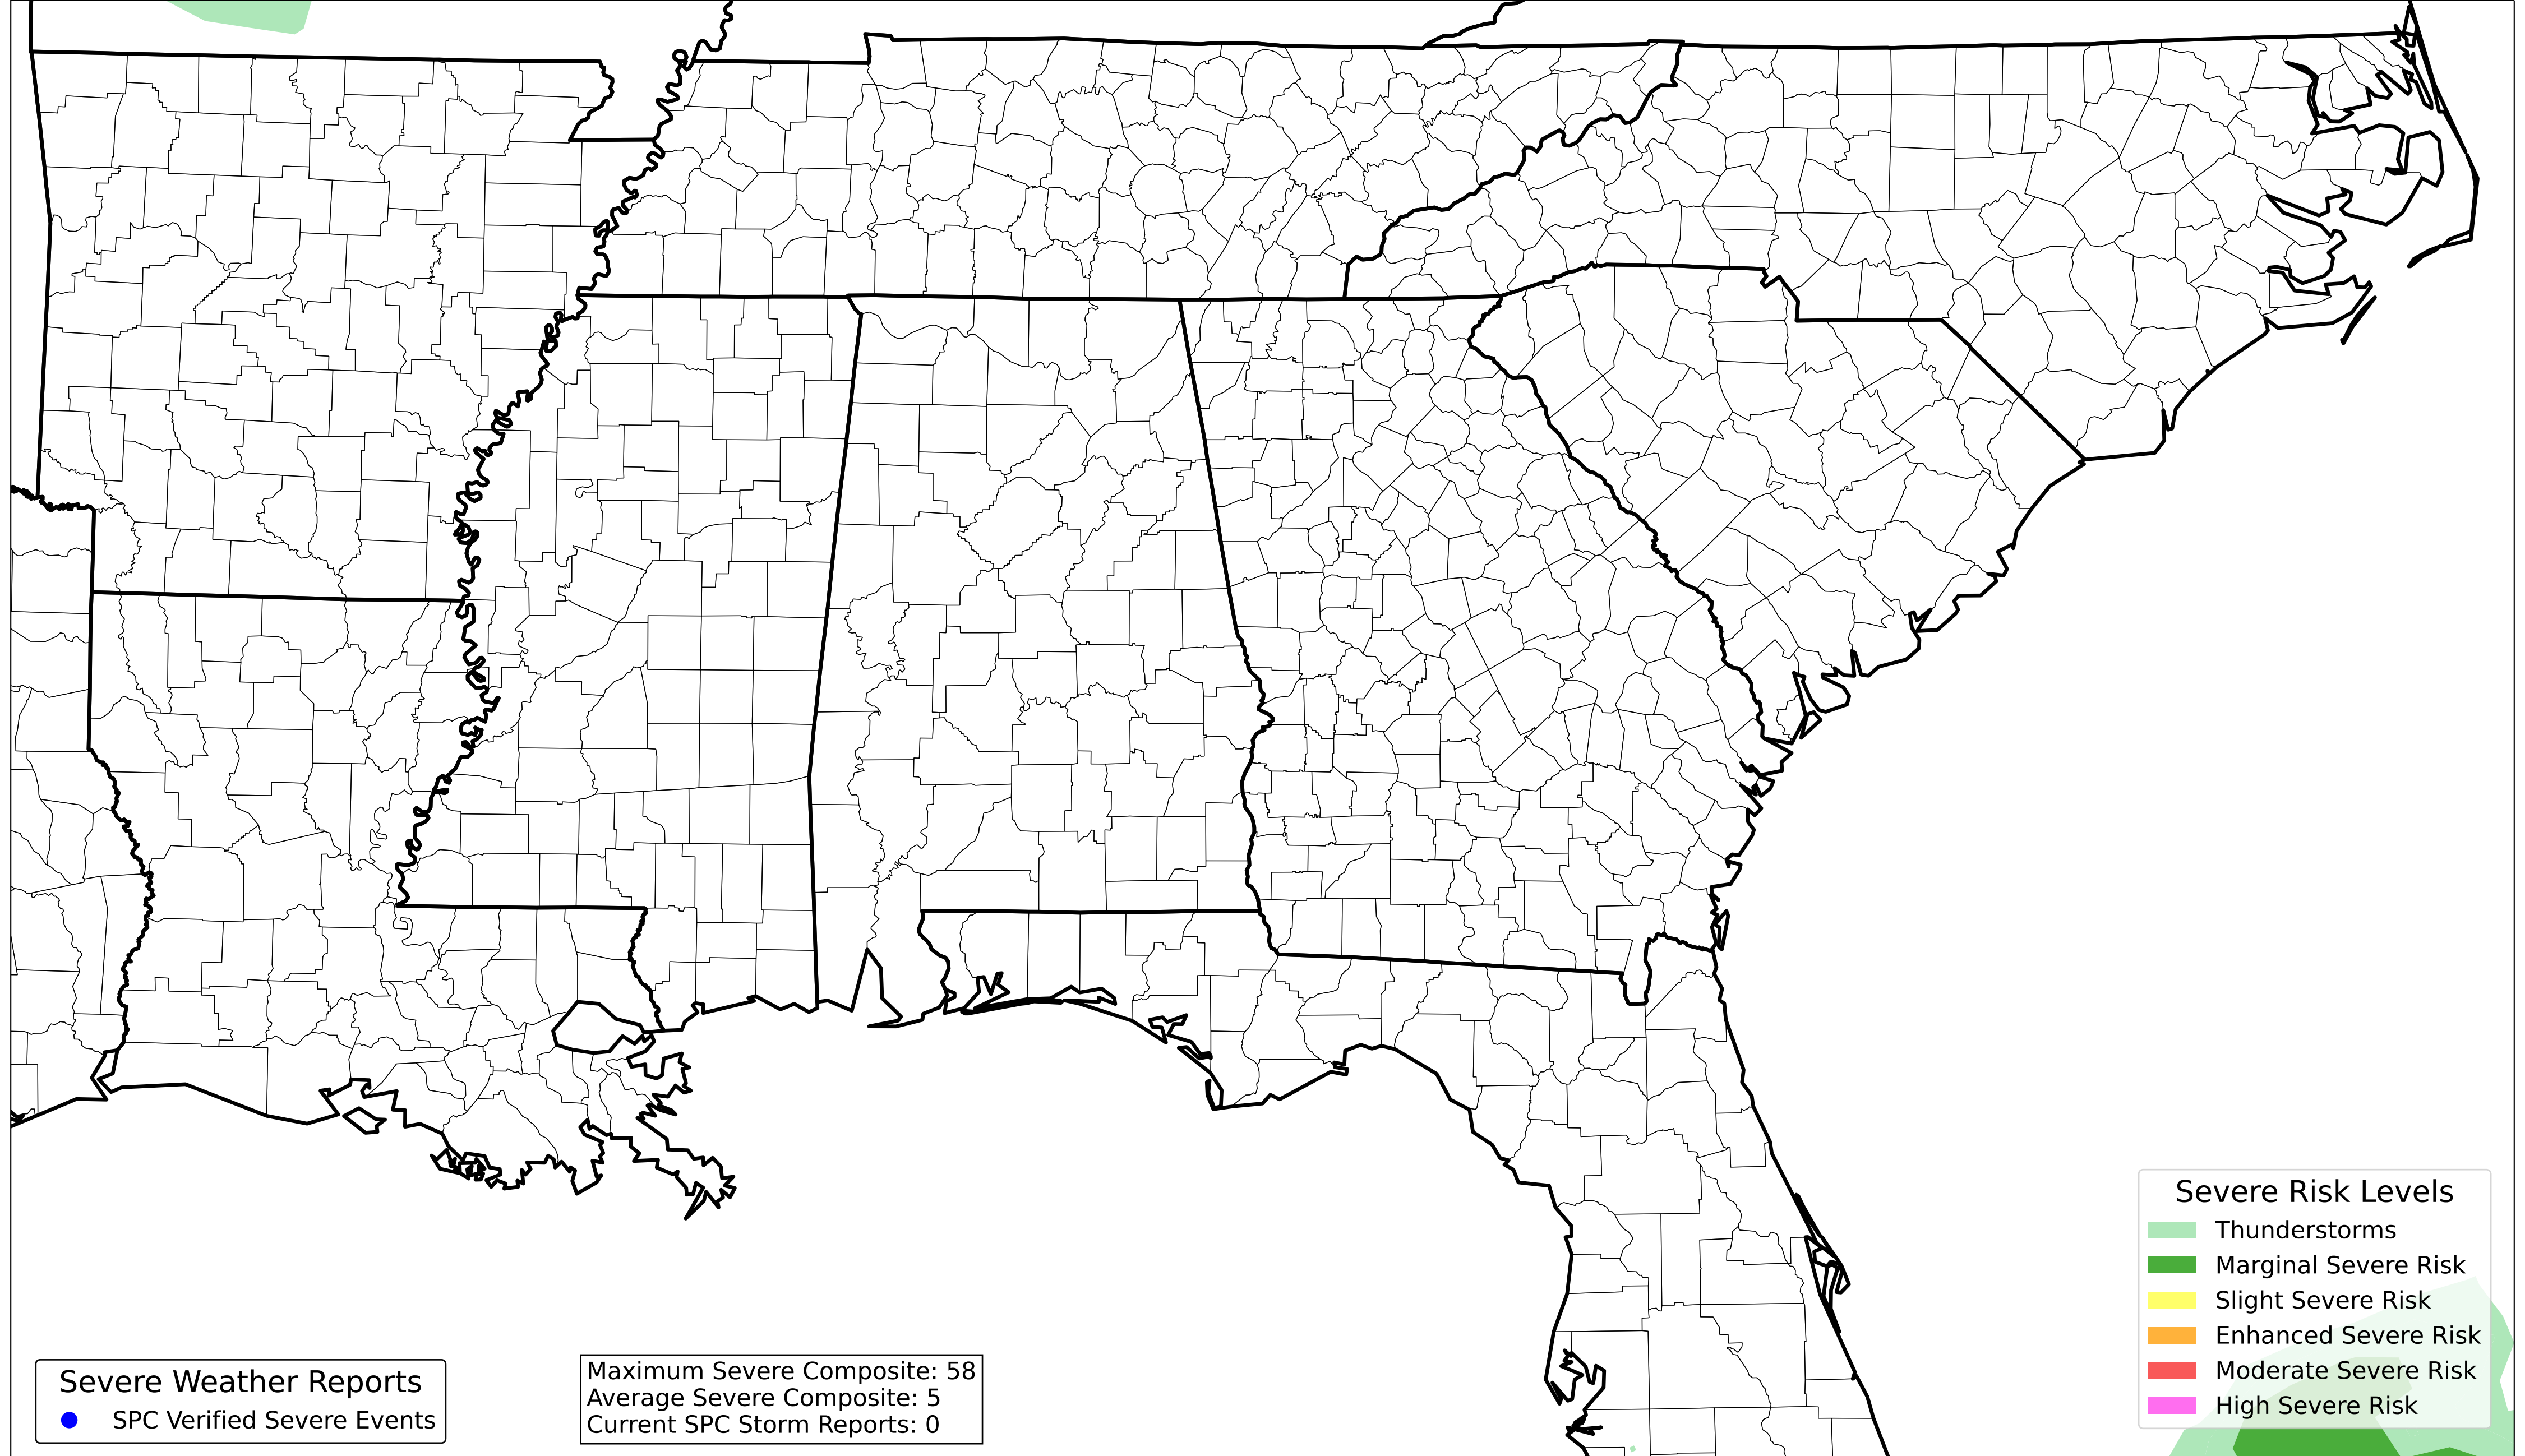 Severe Risk Levels
Thunderstorms
Marginal Severe Risk
Slight Severe Risk
Enhanced Severe Risk
Moderate Severe Risk
High Severe Risk
Severe Weather Reports
SPC Verified Severe Events
Maximum Severe Composite: 58
Average Severe Composite: 5
Current SPC Storm Reports: 0